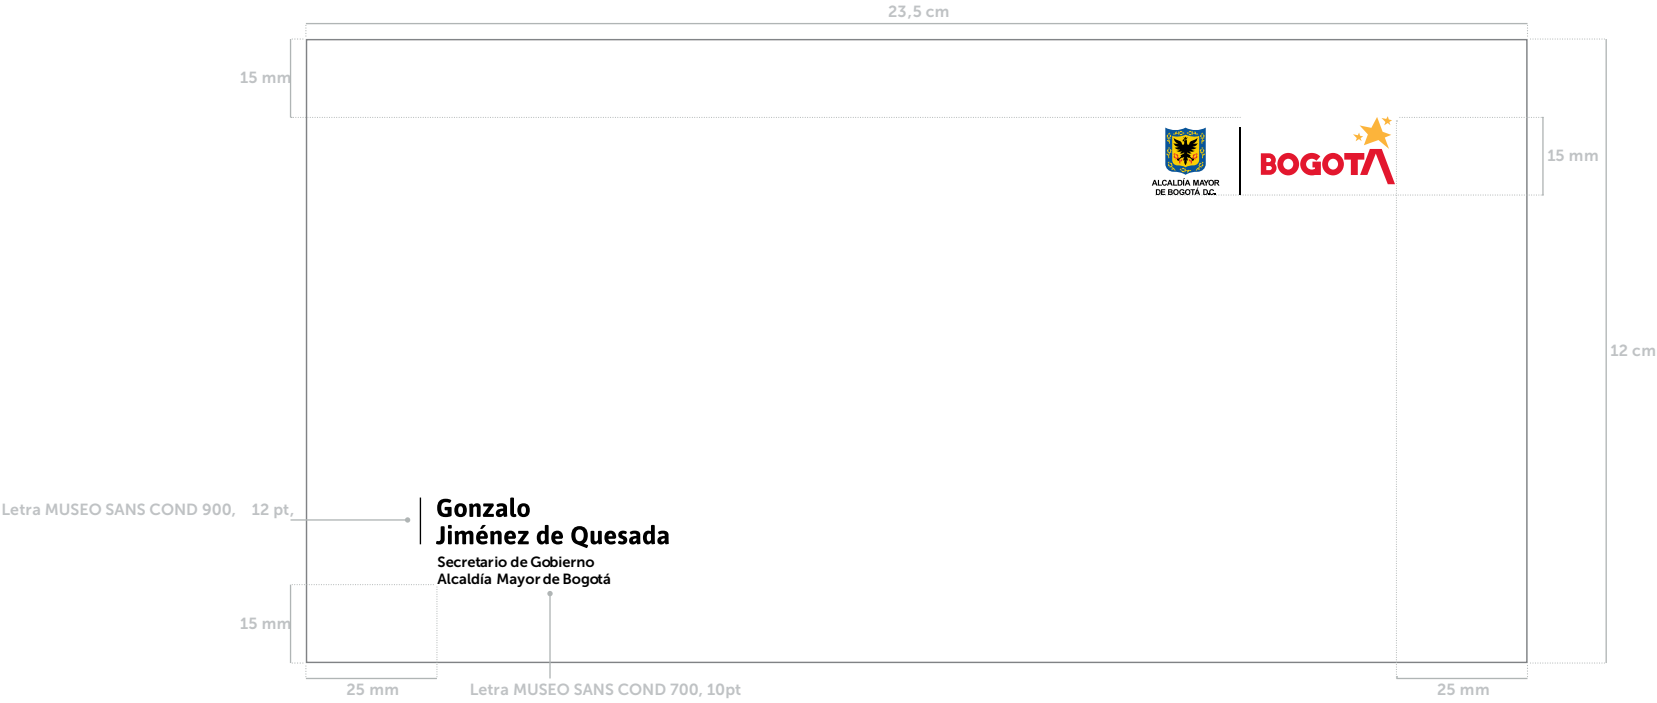 23,5 cm
15 mm
ALCALDÍA MAYOR
DE BOGOTÁ D.C.
BOGOTÁ
15 mm
12 cm
Letra MUSEO SANS COND 900, 12 pt,
Gonzalo
Jiménez de Quesada
Secretario de Gobierno
Alcaldía Mayor de Bogotá
15 mm
25 mm
Letra MUSEO SANS COND 700, 10pt
25 mm